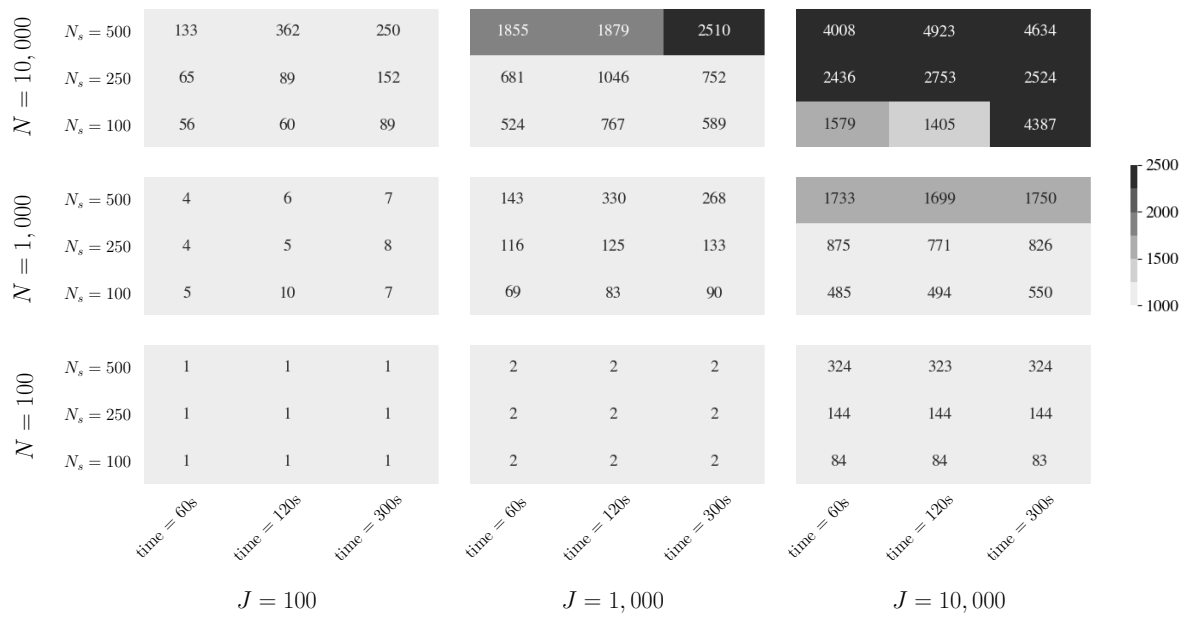 N = 10,000
N_s = 500 133 362 250 1855 1879 2510 4008 4923 4634
N_s = 250 65 89 152 681 1046 752 2436 2753 2524
N_s = 100 56 60 89 524 767 589 1579 1405 4387
N = 1,000
N_s = 500 4 6 7 143 330 268 1733 1699 1750
N_s = 250 4 5 8 116 125 133 875 771 826
N_s = 100 5 10 7 69 83 90 485 494 550
N = 100
N_s = 500 1 1 1 2 2 2 324 323 324
N_s = 250 1 1 1 2 2 2 144 144 144
N_s = 100 1 1 1 2 2 2 84 84 83
time = 60s time = 120s time = 300s time = 60s time = 120s time = 300s time = 60s time = 120s time = 300s
J = 100 J = 1,000 J = 10,000
2500
2000
1500
1000